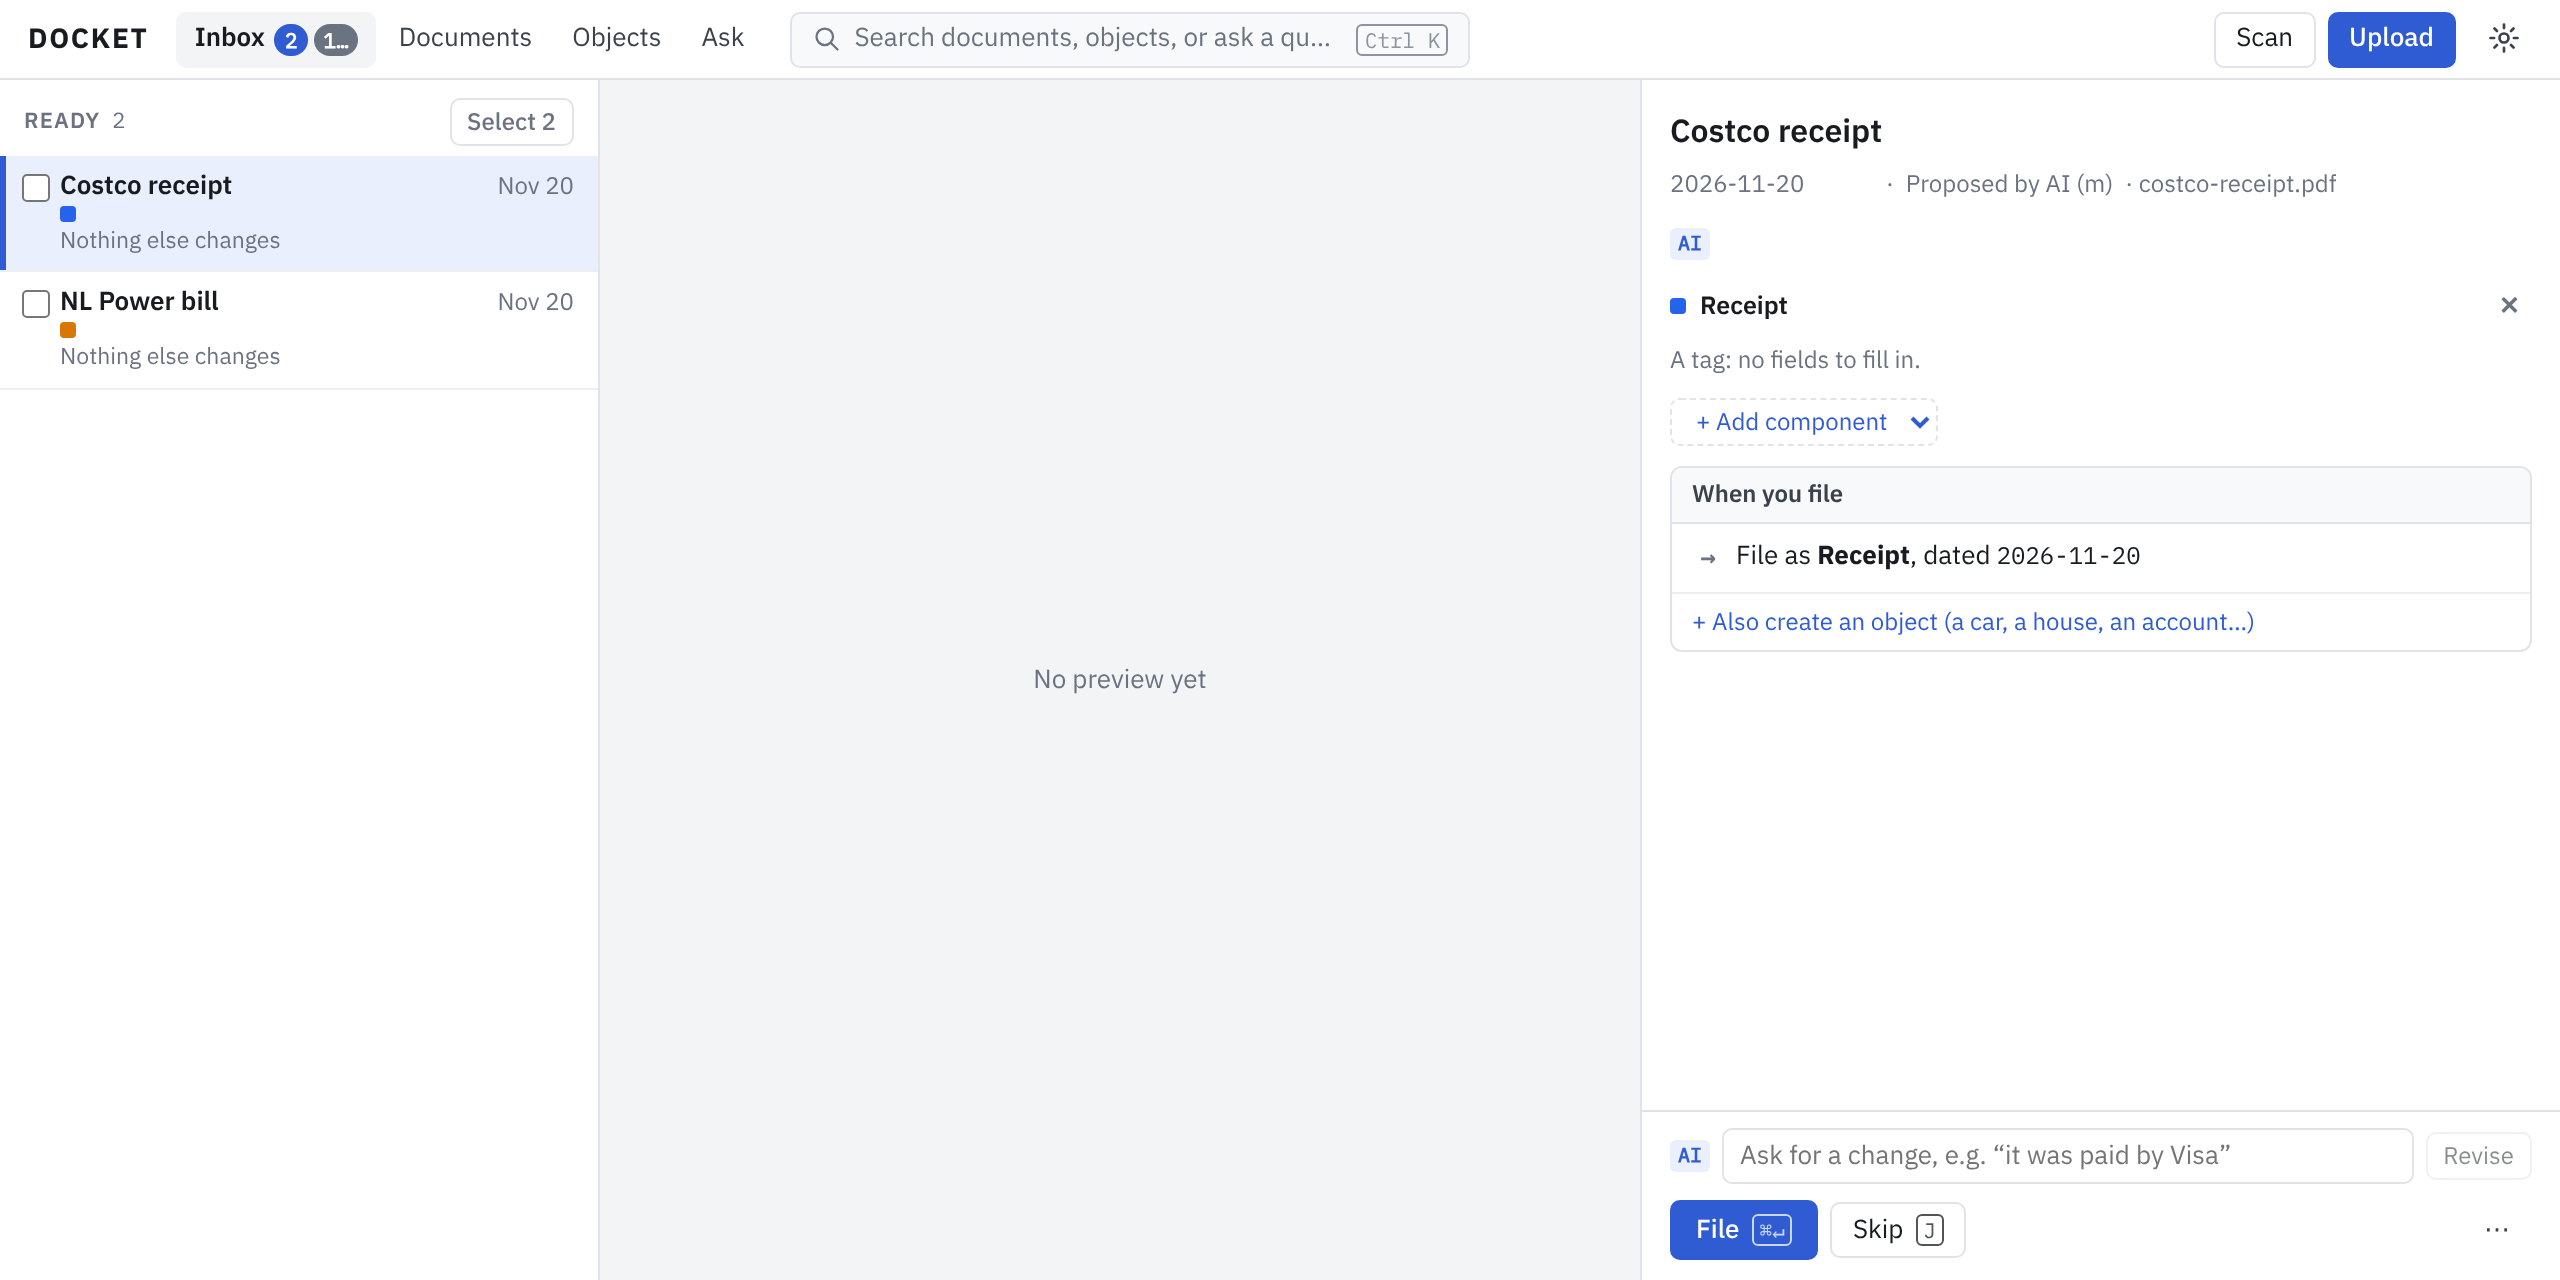 DOCKET Inbox 2 1… Documents Objects Ask Search documents, objects, or ask a qu… Ctrl K Scan Upload
READY 2 Select 2
Costco receipt Nov 20
Nothing else changes
NL Power bill Nov 20
Nothing else changes
No preview yet
Costco receipt
2026-11-20 · Proposed by AI (m) · costco-receipt.pdf
AI
Receipt ✕
A tag: no fields to fill in.
+ Add component
When you file
→ File as Receipt, dated 2026-11-20
+ Also create an object (a car, a house, an account…)
AI Ask for a change, e.g. “it was paid by Visa” Revise
File ⌘↵ Skip J …